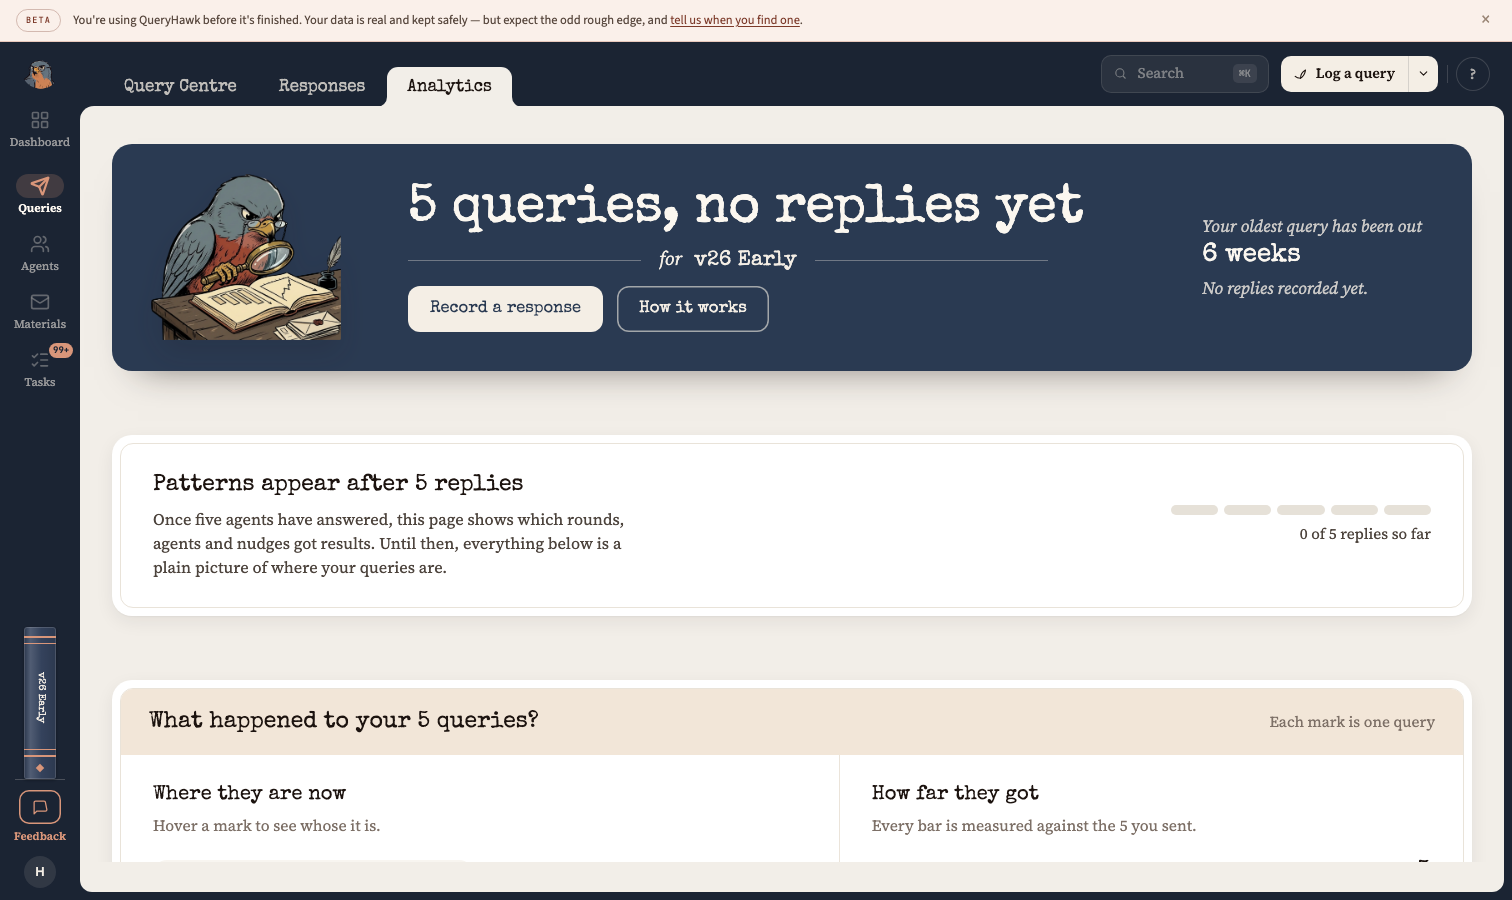 BETA
You're using QueryHawk before it's finished. Your data is real and kept safely — but expect the odd rough edge, and tell us when you find one.
×
Query Centre
Responses
Analytics
Search
⌘K
Log a query
?
Dashboard
Queries
Agents
Materials
99+
Tasks
v26 Early
Feedback
H
5 queries, no replies yet
for v26 Early
Record a response
How it works
Your oldest query has been out
6 weeks
No replies recorded yet.
Patterns appear after 5 replies
Once five agents have answered, this page shows which rounds,
agents and nudges got results. Until then, everything below is a
plain picture of where your queries are.
0 of 5 replies so far
What happened to your 5 queries?
Each mark is one query
Where they are now
Hover a mark to see whose it is.
How far they got
Every bar is measured against the 5 you sent.